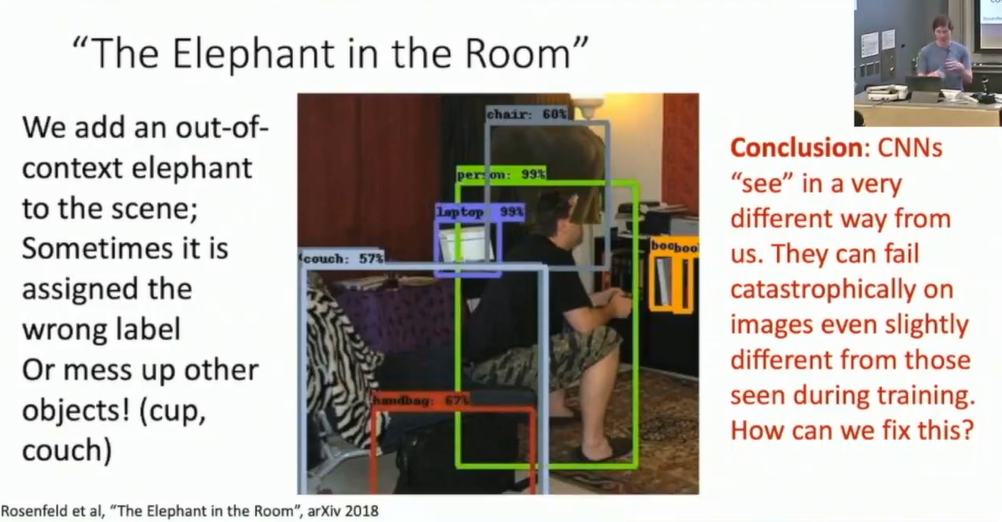 “The Elephant in the Room”
We add an out-of-
context elephant
to the scene;
Sometimes it is
assigned the
wrong label
Or mess up other
objects! (cup,
couch)
chair: 60%
person: 99%
laptop 99%
couch: 57%
handbag: 67%
Conclusion: CNNs
“see” in a very
different way from
us. They can fail
catastrophically on
images even slightly
different from those
seen during training.
How can we fix this?
Rosenfeld et al, “The Elephant in the Room”, arXiv 2018